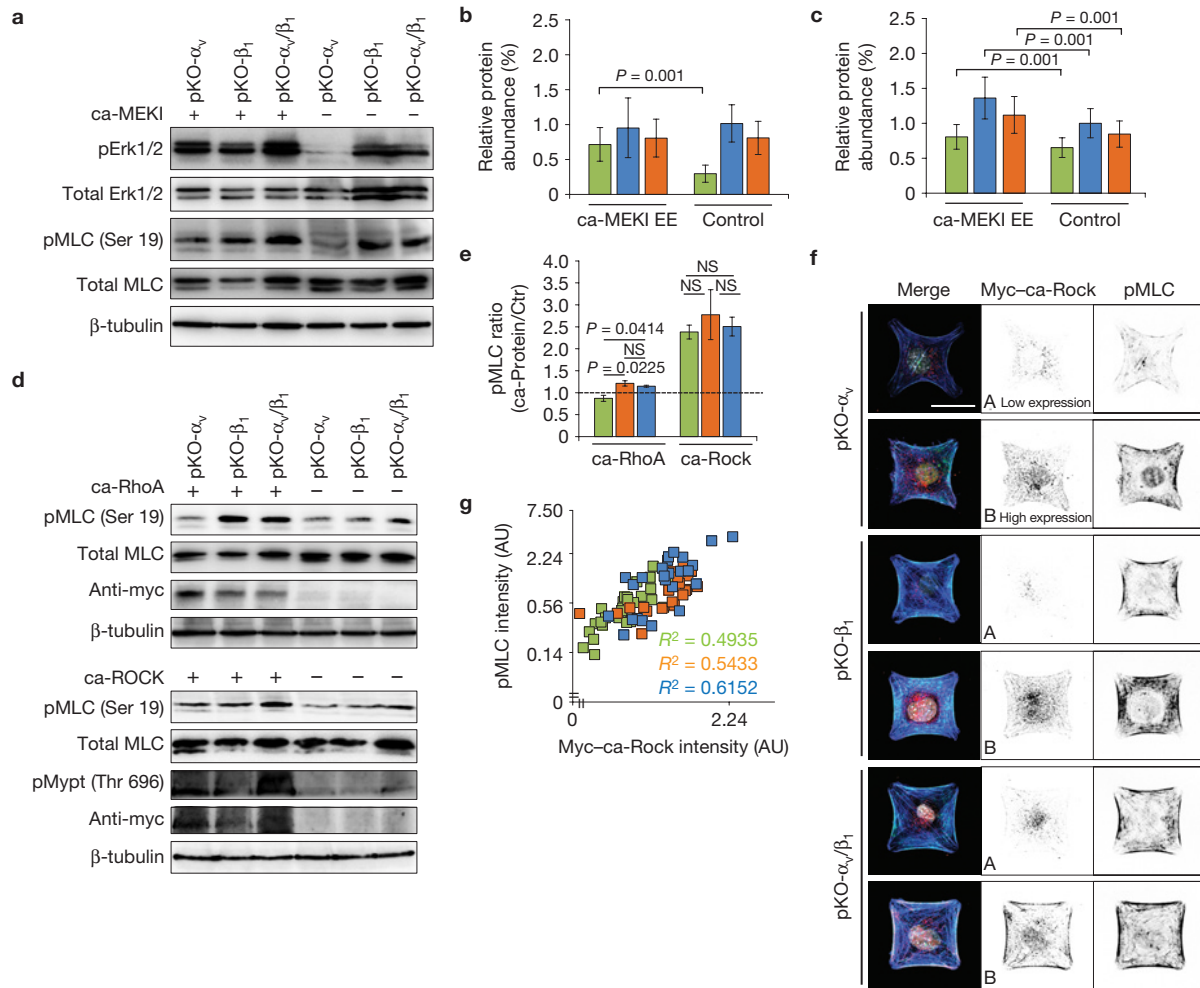 a
pKO-αv
pKO-β1
pKO-αv/β1
pKO-αv
pKO-β1
pKO-αv/β1
ca-MEKI + + + – – –
pErk1/2
Total Erk1/2
pMLC (Ser 19)
Total MLC
β-tubulin
b
Relative protein
abundance (%)
2.5
2.0
1.5
1.0
0.5
0
P = 0.001
ca-MEKI EE Control
c
Relative protein
abundance (%)
2.5
2.0
1.5
1.0
0.5
0
P = 0.001
P = 0.001
P = 0.001
ca-MEKI EE Control
d
pKO-αv
pKO-β1
pKO-αv/β1
pKO-αv
pKO-β1
pKO-αv/β1
ca-RhoA + + + – – –
pMLC (Ser 19)
Total MLC
Anti-myc
β-tubulin
ca-ROCK + + + – – –
pMLC (Ser 19)
Total MLC
pMypt (Thr 696)
Anti-myc
β-tubulin
e
pMLC ratio
(ca-Protein/Ctr)
4.0
3.5
3.0
2.5
2.0
1.5
1.0
0.5
0
NS
NS NS
P = 0.0414
NS
P = 0.0225
ca-RhoA ca-Rock
f
Merge Myc–ca-Rock pMLC
pKO-αv
A Low expression
B High expression
pKO-β1
A
B
pKO-αv/β1
A
B
g
pMLC intensity (AU)
7.50
2.24
0.56
0.14
0
R² = 0.4935
R² = 0.5433
R² = 0.6152
0 2.24
Myc–ca-Rock intensity (AU)